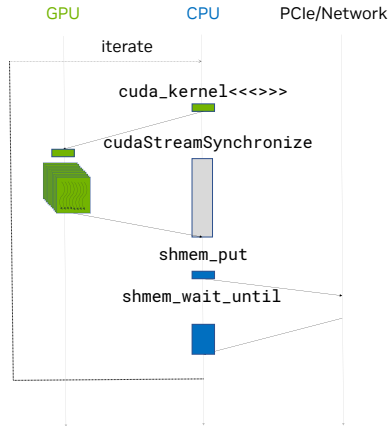 GPU CPU PCIe/Network
iterate
cuda_kernel<<<>>>
cudaStreamSynchronize
shmem_put
shmem_wait_until